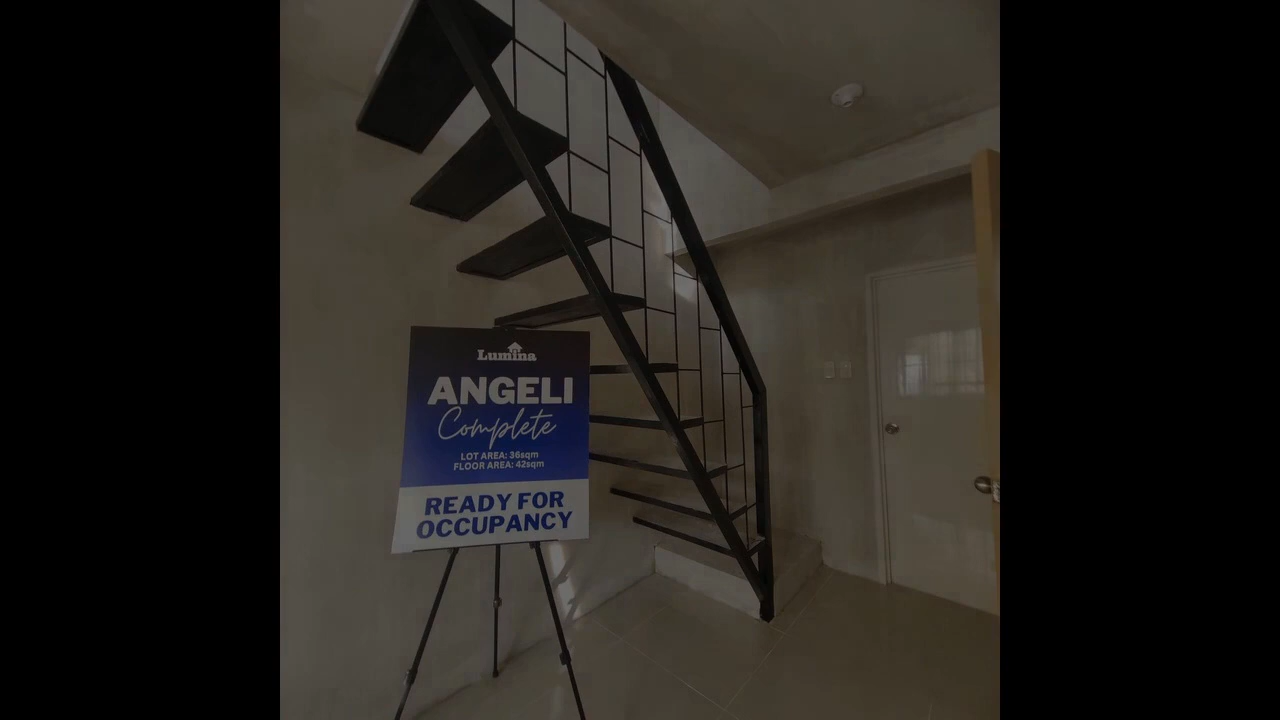 Lumina
ANGELI
Complete
LOT AREA: 36sqm
FLOOR AREA: 42sqm
READY FOR
OCCUPANCY